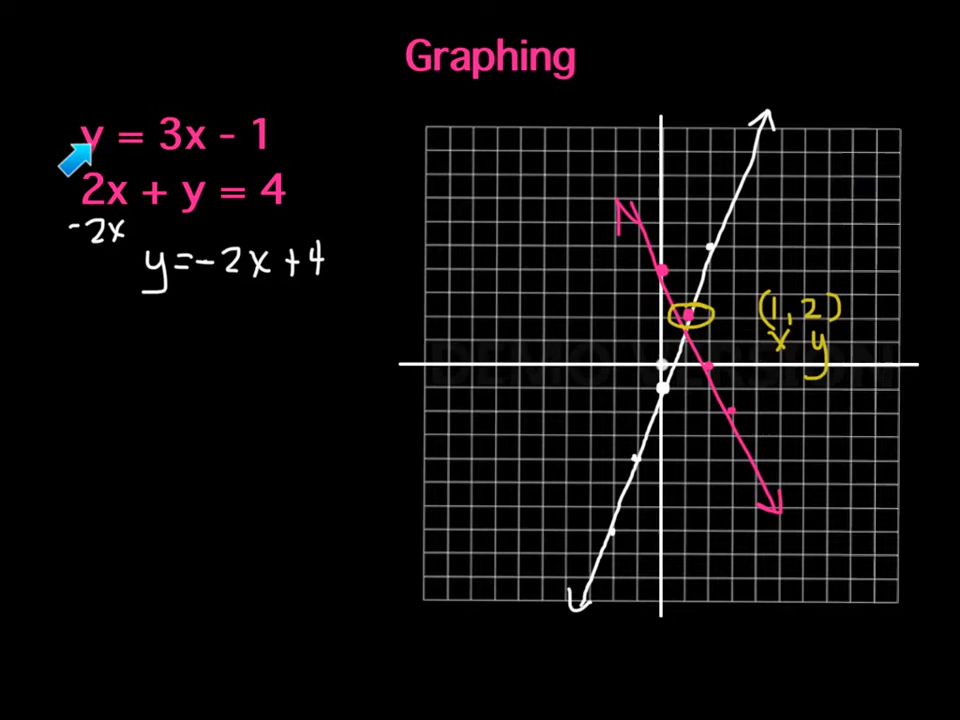 Graphing
y = 3x - 1
2x + y = 4
-2x
y=-2x+4
(1,2)
x y